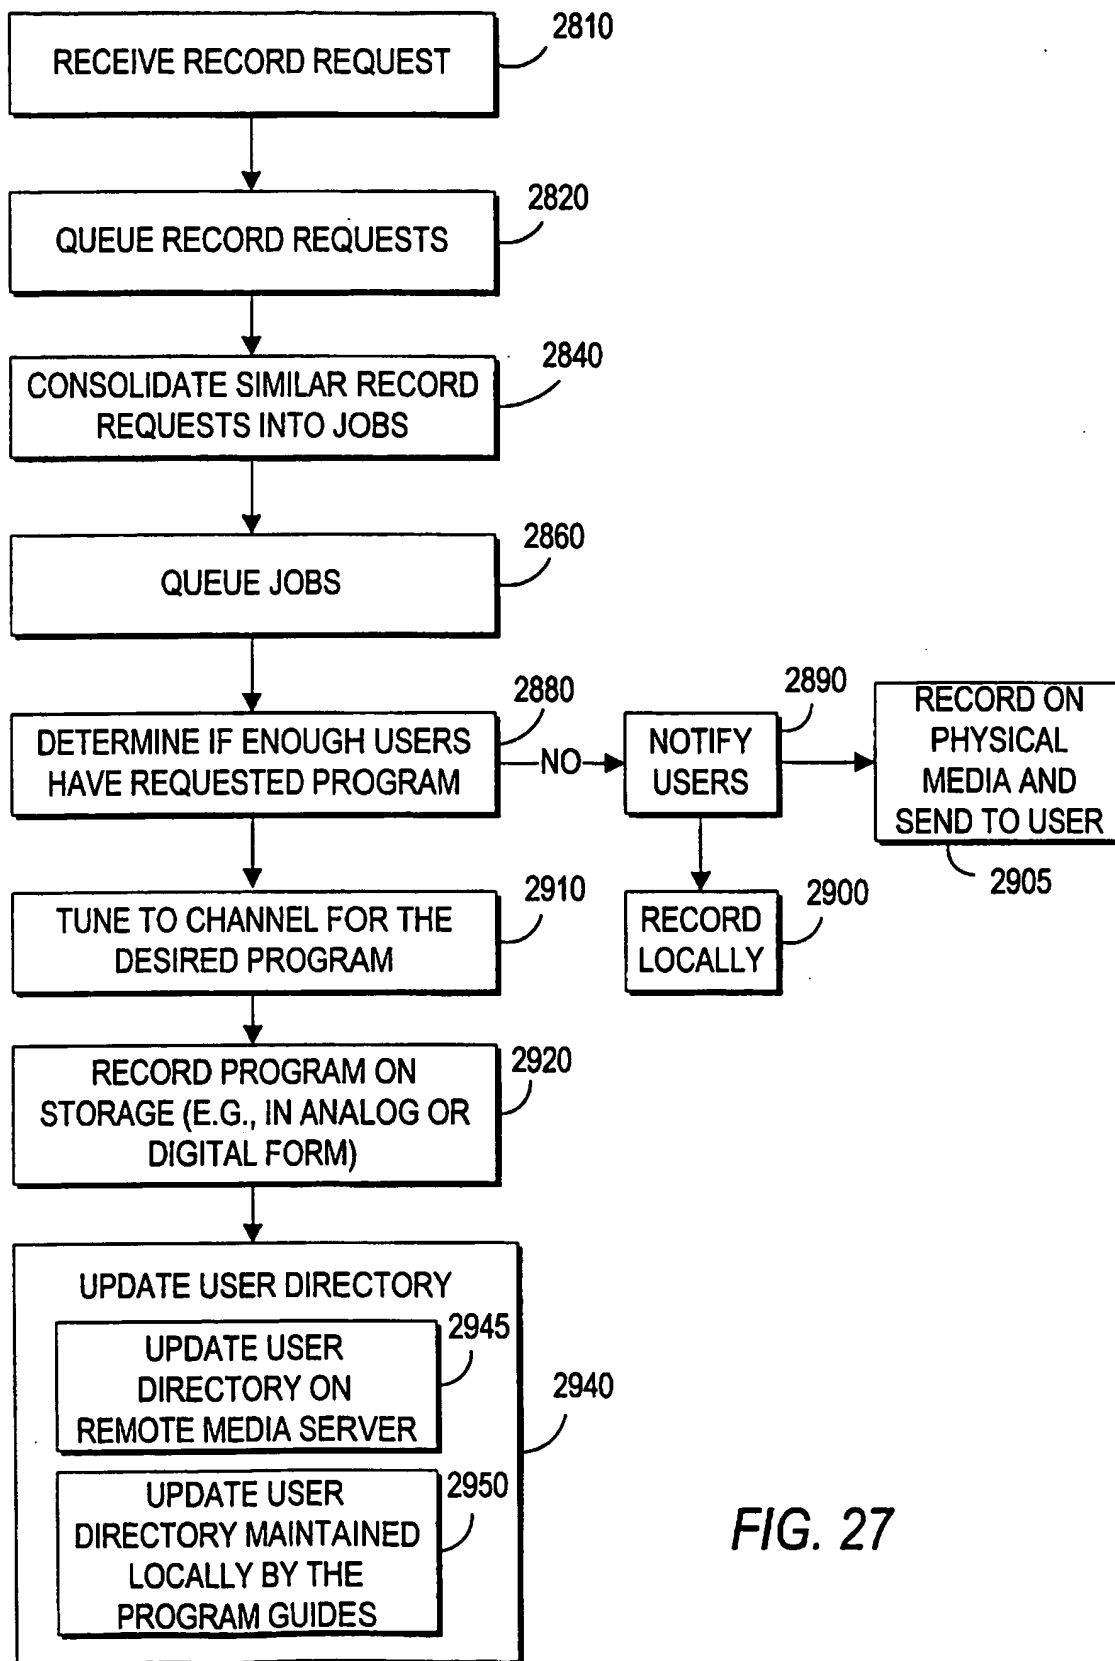 RECEIVE RECORD REQUEST
2810
QUEUE RECORD REQUESTS
2820
CONSOLIDATE SIMILAR RECORD
REQUESTS INTO JOBS
2840
QUEUE JOBS
2860
DETERMINE IF ENOUGH USERS
HAVE REQUESTED PROGRAM
2880
NO
NOTIFY
USERS
2890
RECORD ON
PHYSICAL
MEDIA AND
SEND TO USER
2905
RECORD
LOCALLY
2900
TUNE TO CHANNEL FOR THE
DESIRED PROGRAM
2910
RECORD PROGRAM ON
STORAGE (E.G., IN ANALOG OR
DIGITAL FORM)
2920
UPDATE USER DIRECTORY
2940
UPDATE USER
DIRECTORY ON
REMOTE MEDIA SERVER
2945
UPDATE USER
DIRECTORY MAINTAINED
LOCALLY BY THE
PROGRAM GUIDES
2950
FIG. 27